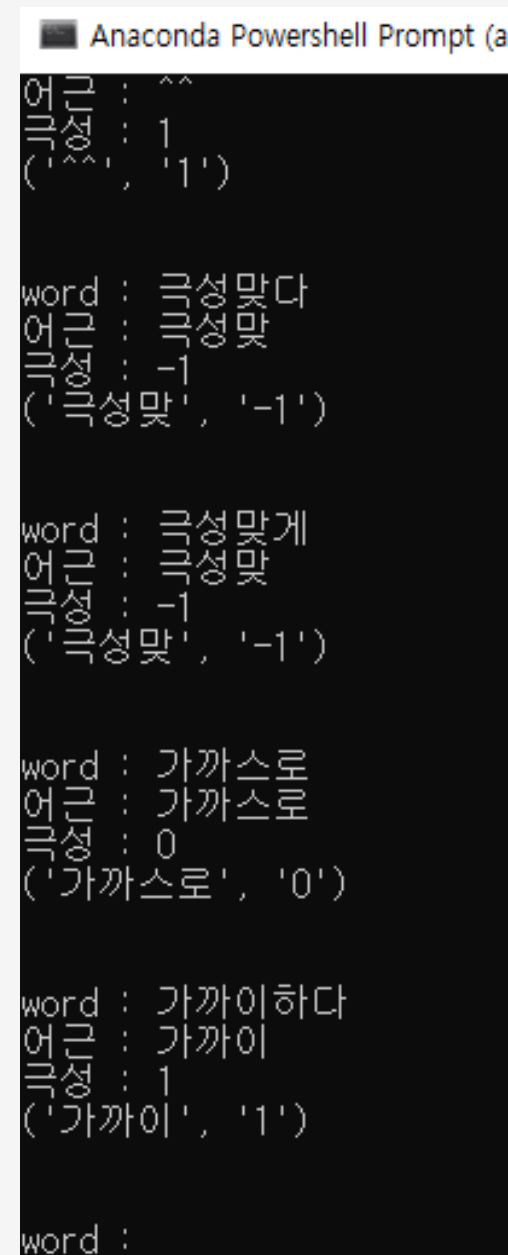 Anaconda Powershell Prompt (a
어근 : ^^
극성 : 1
('^^', '1')
word : 극성맞다
어근 : 극성맞
극성 : -1
('극성맞', '-1')
word : 극성맞게
어근 : 극성맞
극성 : -1
('극성맞', '-1')
word : 가까스로
어근 : 가까스로
극성 : 0
('가까스로', '0')
word : 가까이하다
어근 : 가까이
극성 : 1
('가까이', '1')
word :